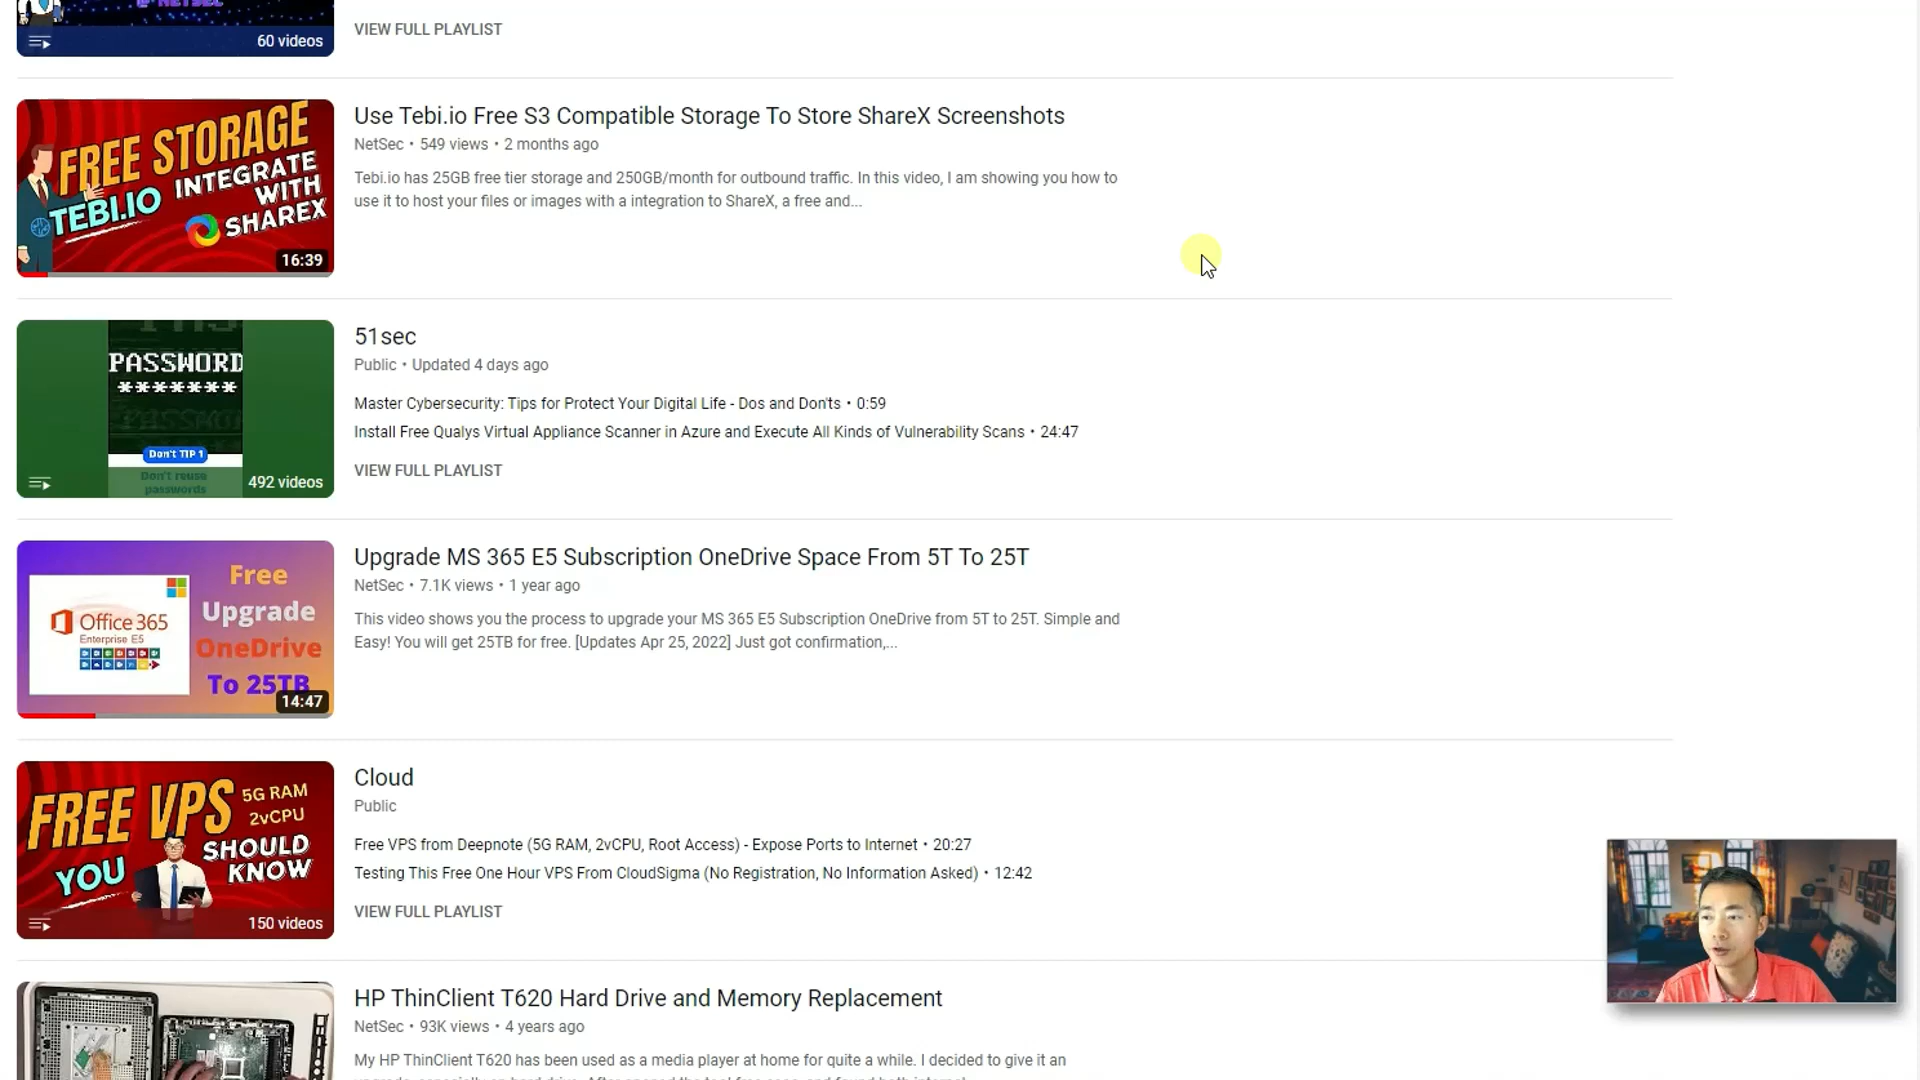 @NETSEC
60 videos
VIEW FULL PLAYLIST
FREE STORAGE
TEBI.IO
INTEGRATE
WITH
SHAREX
16:39
Use Tebi.io Free S3 Compatible Storage To Store ShareX Screenshots
NetSec • 549 views • 2 months ago
Tebi.io has 25GB free tier storage and 250GB/month for outbound traffic. In this video, I am showing you how to
use it to host your files or images with a integration to ShareX, a free and...
PASSWORD
*******
Don't TIP 1
Don't reuse
passwords
492 videos
51sec
Public • Updated 4 days ago
Master Cybersecurity: Tips for Protect Your Digital Life - Dos and Don'ts • 0:59
Install Free Qualys Virtual Appliance Scanner in Azure and Execute All Kinds of Vulnerability Scans • 24:47
VIEW FULL PLAYLIST
Office 365
Enterprise E5
Free
Upgrade
OneDrive
To 25TB
14:47
Upgrade MS 365 E5 Subscription OneDrive Space From 5T To 25T
NetSec • 7.1K views • 1 year ago
This video shows you the process to upgrade your MS 365 E5 Subscription OneDrive from 5T to 25T. Simple and
Easy! You will get 25TB for free. [Updates Apr 25, 2022] Just got confirmation,...
FREE VPS
5G RAM
2vCPU
YOU
SHOULD
KNOW
150 videos
Cloud
Public
Free VPS from Deepnote (5G RAM, 2vCPU, Root Access) - Expose Ports to Internet • 20:27
Testing This Free One Hour VPS From CloudSigma (No Registration, No Information Asked) • 12:42
VIEW FULL PLAYLIST
HP ThinClient T620 Hard Drive and Memory Replacement
NetSec • 93K views • 4 years ago
My HP ThinClient T620 has been used as a media player at home for quite a while. I decided to give it an